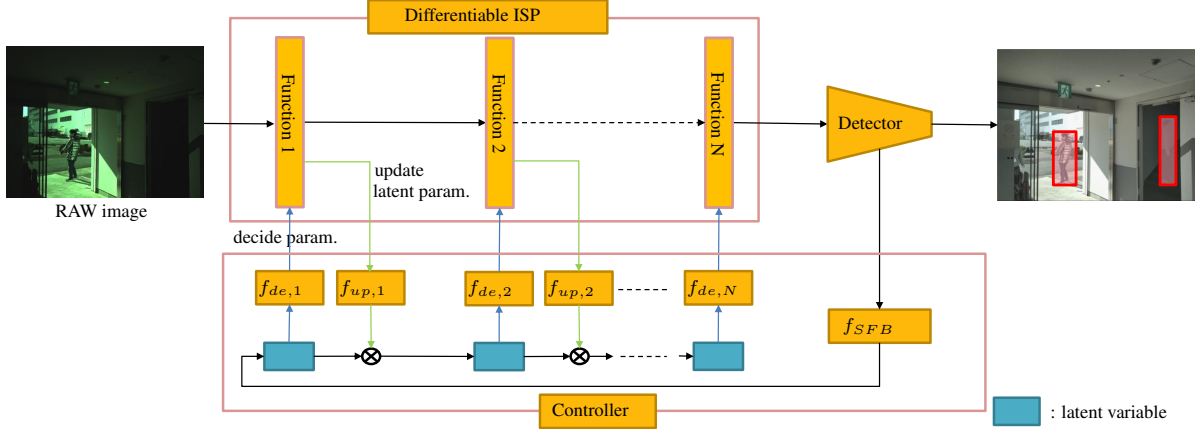 Differentiable ISP
Function 1
Function 2
Function N
Detector
update
latent param.
RAW image
decide param.
f_{de,1}
f_{up,1}
f_{de,2}
f_{up,2}
f_{de,N}
f_{SFB}
Controller
: latent variable